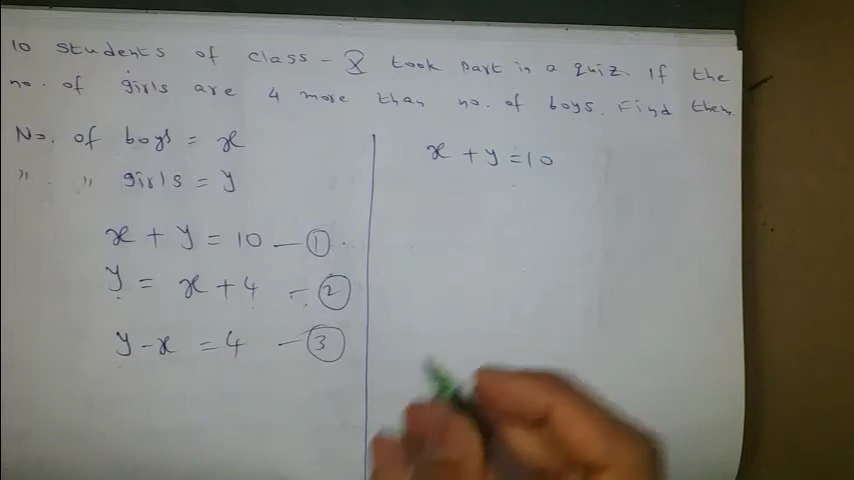 10 students of class - X took part in a quiz. If the
no. of girls are 4 more than no. of boys. Find them.
No. of boys = x
" " girls = y
x + y = 10 - ①
y = x + 4 - ②
y - x = 4 - ③
x + y = 10